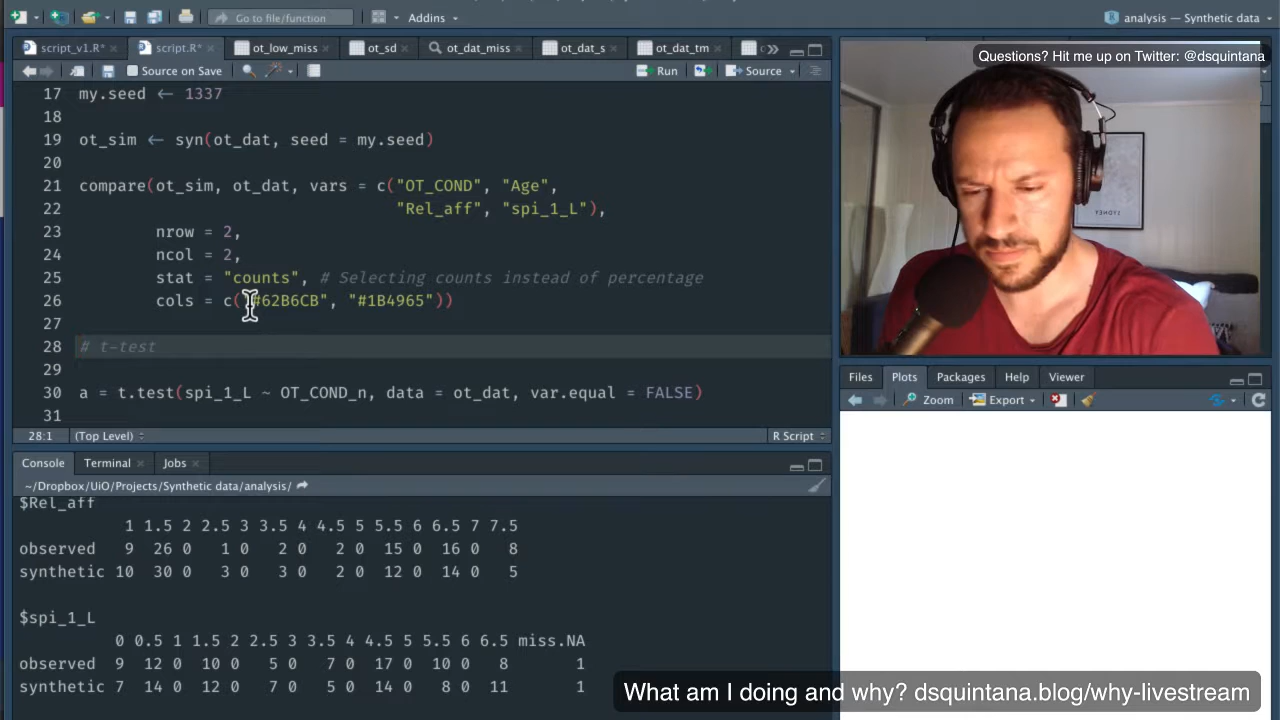 Go to file/function
Addins
analysis — Synthetic data
script_v1.R*
script.R*
ot_low_miss
ot_sd
ot_dat_miss
ot_dat_s
ot_dat_tm
Source on Save
Run
Source
17 my.seed ← 1337
18
19 ot_sim ← syn(ot_dat, seed = my.seed)
20
21 compare(ot_sim, ot_dat, vars = c("OT_COND", "Age",
22 "Rel_aff", "spi_1_L"),
23 nrow = 2,
24 ncol = 2,
25 stat = "counts", # Selecting counts instead of percentage
26 cols = c("#62B6CB", "#1B4965"))
27
28 # t-test
29
30 a = t.test(spi_1_L ~ OT_COND_n, data = ot_dat, var.equal = FALSE)
31
28:1 (Top Level) R Script
Console Terminal Jobs
~/Dropbox/UiO/Projects/Synthetic data/analysis/
$Rel_aff
1 1.5 2 2.5 3 3.5 4 4.5 5 5.5 6 6.5 7 7.5
observed 9 26 0 1 0 2 0 2 0 15 0 16 0 8
synthetic 10 30 0 3 0 3 0 2 0 12 0 14 0 5
$spi_1_L
0 0.5 1 1.5 2 2.5 3 3.5 4 4.5 5 5.5 6 6.5 miss.NA
observed 9 12 0 10 0 5 0 7 0 17 0 10 0 8 1
synthetic 7 14 0 12 0 7 0 5 0 14 0 8 0 11 1
Questions? Hit me up on Twitter: @dsquintana
Files Plots Packages Help Viewer
Zoom Export
What am I doing and why? dsquintana.blog/why-livestream